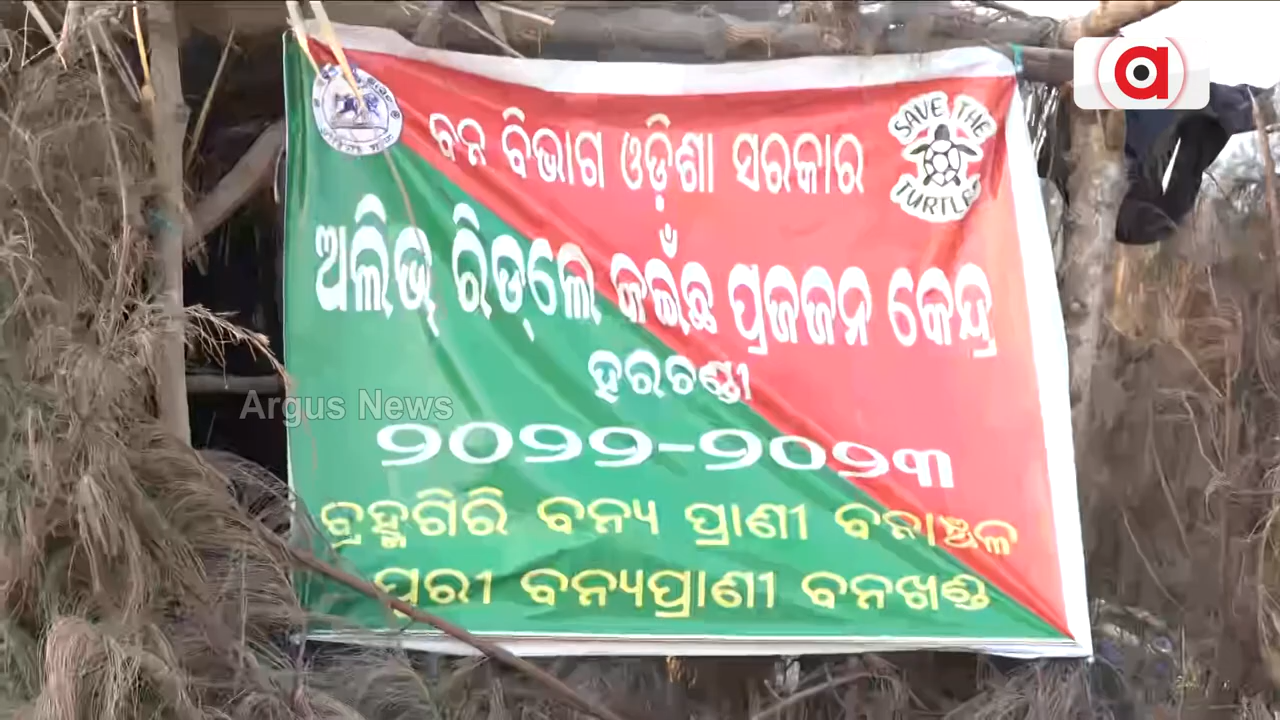 ବନ ବିଭାଗ ଓଡ଼ିଶା ସରକାର
SAVE THE
TURTLE
ଅଲିଭ୍ ରିଡ୍‌ଲେ କଇଁଛ ପ୍ରଜନନ କେନ୍ଦ୍ର
ହରଚଣ୍ଡୀ
୨୦୨୨-୨୦୨୩
ବ୍ରହ୍ମଗିରି ବନ୍ୟ ପ୍ରାଣୀ ବନାଞ୍ଚଳ
ପୁରୀ ବନ୍ୟପ୍ରାଣୀ ବନଖଣ୍ଡ
Argus News
a